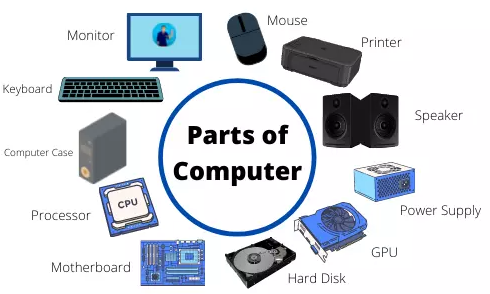 Monitor
Mouse
Printer
Keyboard
Speaker
Parts of
Computer
Computer Case
Power Supply
Processor
CPU
GPU
Motherboard
Hard Disk